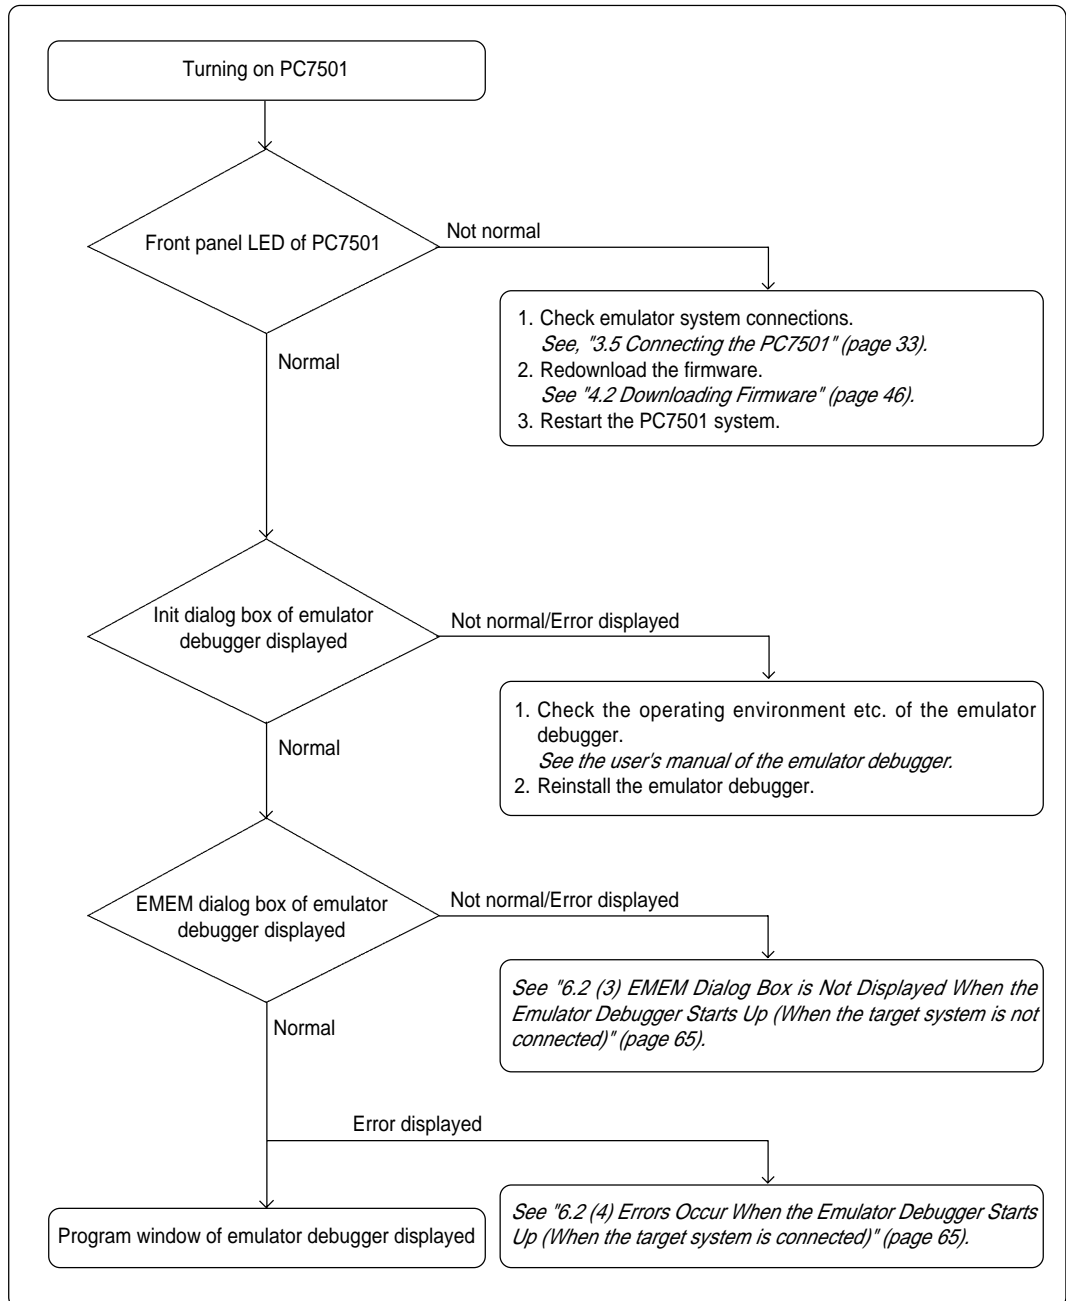 Turning on PC7501
Front panel LED of PC7501
Not normal
1. Check emulator system connections.
See, "3.5 Connecting the PC7501" (page 33).
2. Redownload the firmware.
See "4.2 Downloading Firmware" (page 46).
3. Restart the PC7501 system.
Normal
Init dialog box of emulator
debugger displayed
Not normal/Error displayed
1. Check the operating environment etc. of the emulator
debugger.
See the user's manual of the emulator debugger.
2. Reinstall the emulator debugger.
Normal
EMEM dialog box of emulator
debugger displayed
Not normal/Error displayed
See "6.2 (3) EMEM Dialog Box is Not Displayed When the
Emulator Debugger Starts Up (When the target system is not
connected)" (page 65).
Normal
Error displayed
See "6.2 (4) Errors Occur When the Emulator Debugger Starts
Up (When the target system is connected)" (page 65).
Program window of emulator debugger displayed